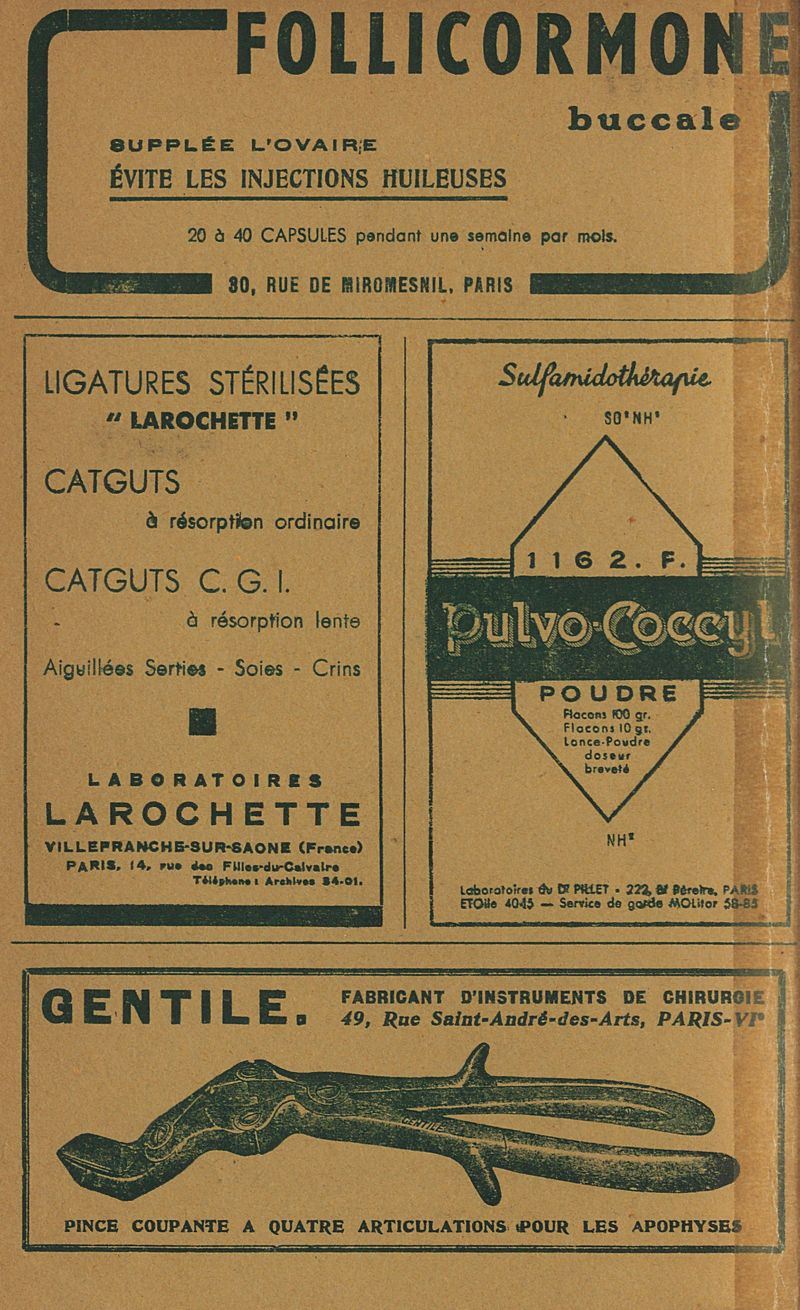 FOLLICORMONE
buccale
SUPPLÉE L'OVAIRE
ÉVITE LES INJECTIONS HUILEUSES
20 à 40 CAPSULES pendant une semaine par mois.
80, RUE DE MIROMESNIL, PARIS
LIGATURES STÉRILISÉES
" LAROCHETTE "
CATGUTS
à résorption ordinaire
CATGUTS C. G. I.
à résorption lente
Aiguillées Serties - Soies - Crins
LABORATOIRES
LAROCHETTE
VILLEFRANCHE-SUR-SAONE (France)
PARIS, 14, rue des Filles-du-Calvaire
Téléphone : Archives 84-01.
Sulfamidothérapie
SO²NH²
1162. F.
Pulvo-Coccyl
POUDRE
Flacons 100 gr.
Flacons 10 gr.
Lance-Poudre
doseur
breveté
NH²
Laboratoires du Dr PILLET - 222, Bd Péreire, PARIS
ETOile 40-15 — Service de garde MOLitor 58-85
GENTILE.
FABRICANT D'INSTRUMENTS DE CHIRURGIE
49, Rue Saint-André-des-Arts, PARIS-VIe
GENTILE
PINCE COUPANTE A QUATRE ARTICULATIONS POUR LES APOPHYSES